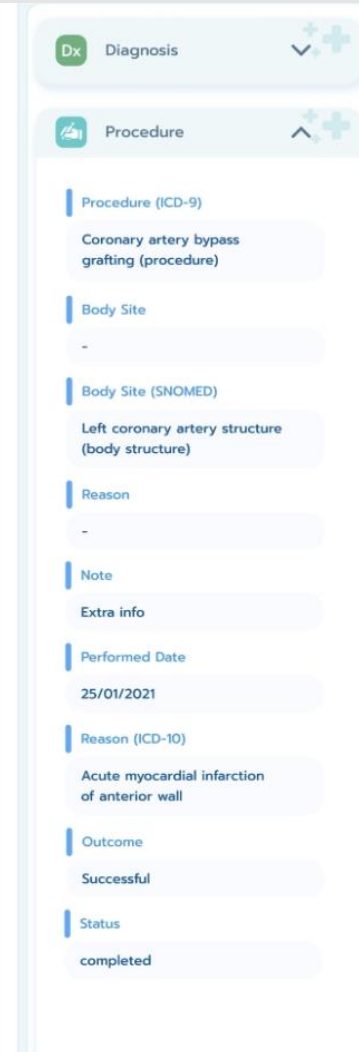 Dx Diagnosis
Procedure
Procedure (ICD-9)
Coronary artery bypass
grafting (procedure)
Body Site
-
Body Site (SNOMED)
Left coronary artery structure
(body structure)
Reason
-
Note
Extra info
Performed Date
25/01/2021
Reason (ICD-10)
Acute myocardial infarction
of anterior wall
Outcome
Successful
Status
completed